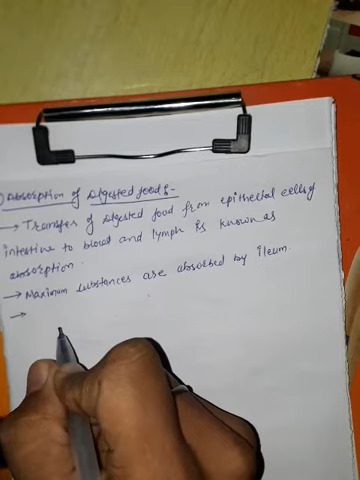 ) Absorption of Digested food:-
→ Transfer of digested food from epithelial cells of
intestine to blood and lymph is known as
absorption.
→ Maximum substances are absorbed by ileum.
→